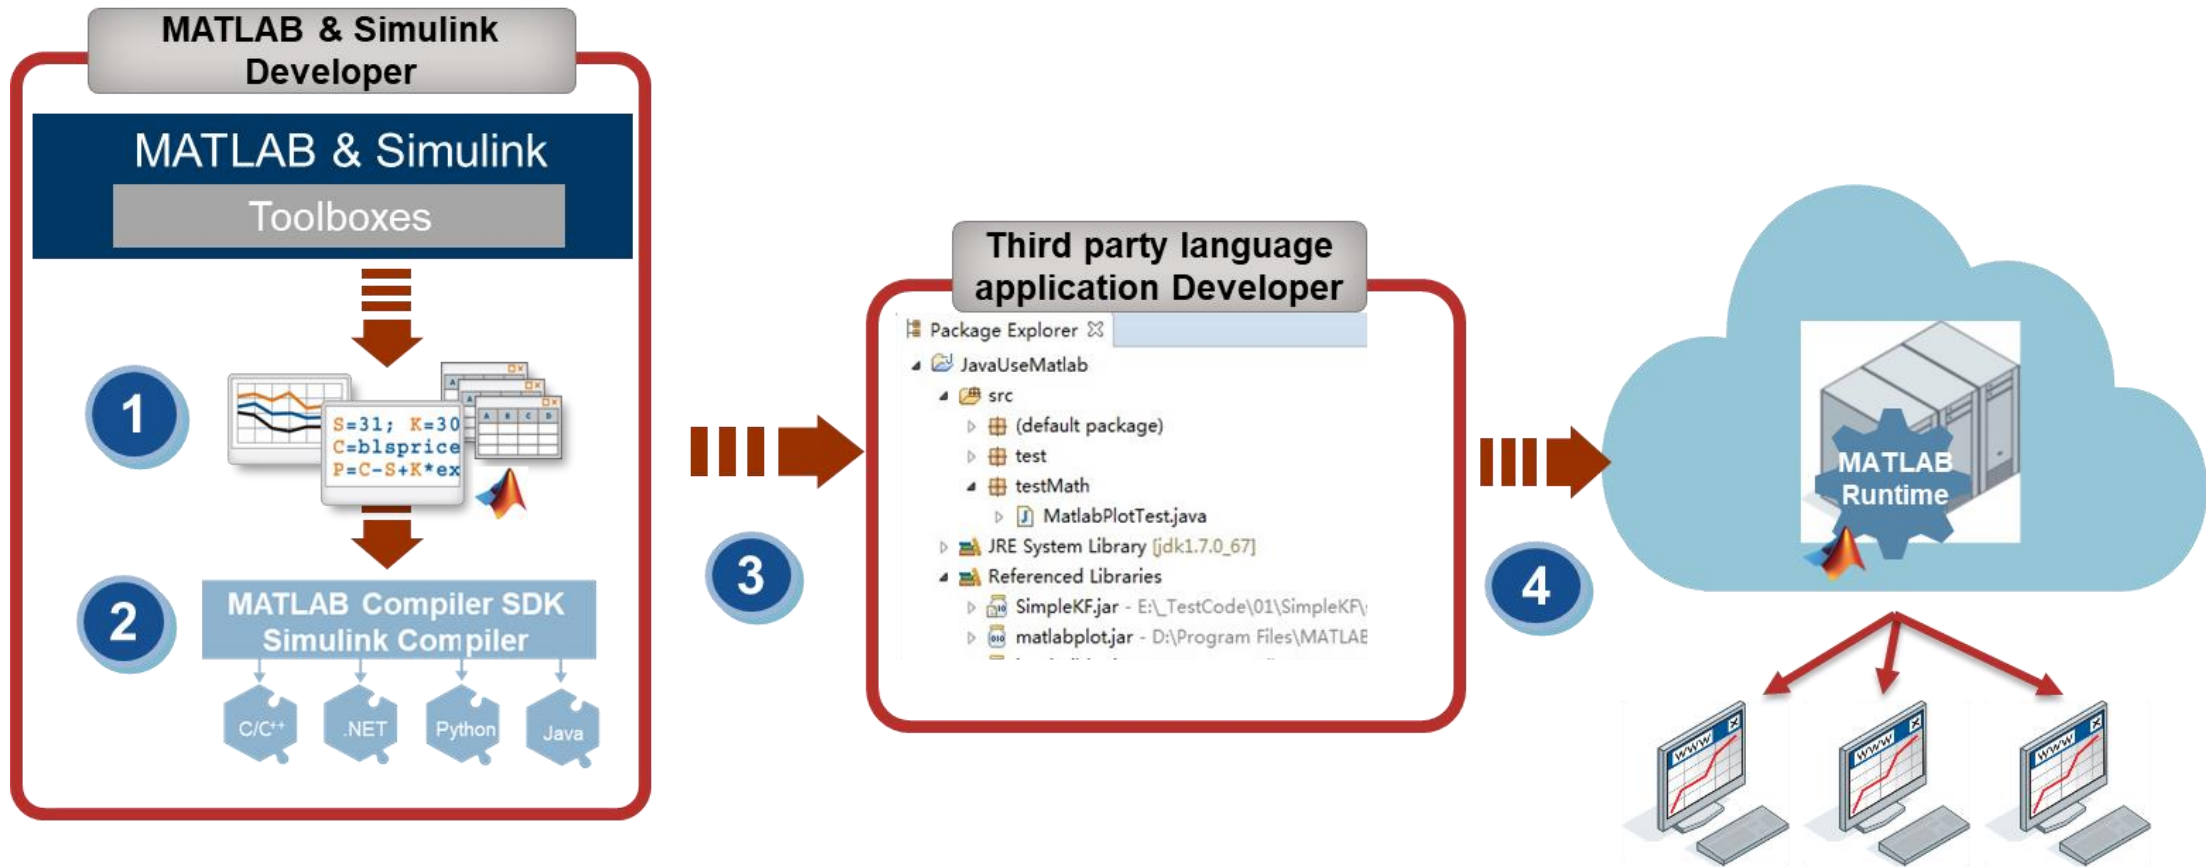 MATLAB & Simulink
Developer
MATLAB & Simulink
Toolboxes
1
S=31; K=30
C=blsprice
P=C-S+K*ex
A B C D
2
MATLAB Compiler SDK
Simulink Compiler
C/C++
.NET
Python
Java
3
Third party language
application Developer
Package Explorer
JavaUseMatlab
src
(default package)
test
testMath
MatlabPlotTest.java
JRE System Library [jdk1.7.0_67]
Referenced Libraries
SimpleKF.jar - E:\_TestCode\01\SimpleKF\
matlabplot.jar - D:\Program Files\MATLAB
4
MATLAB
Runtime
WWW
WWW
WWW